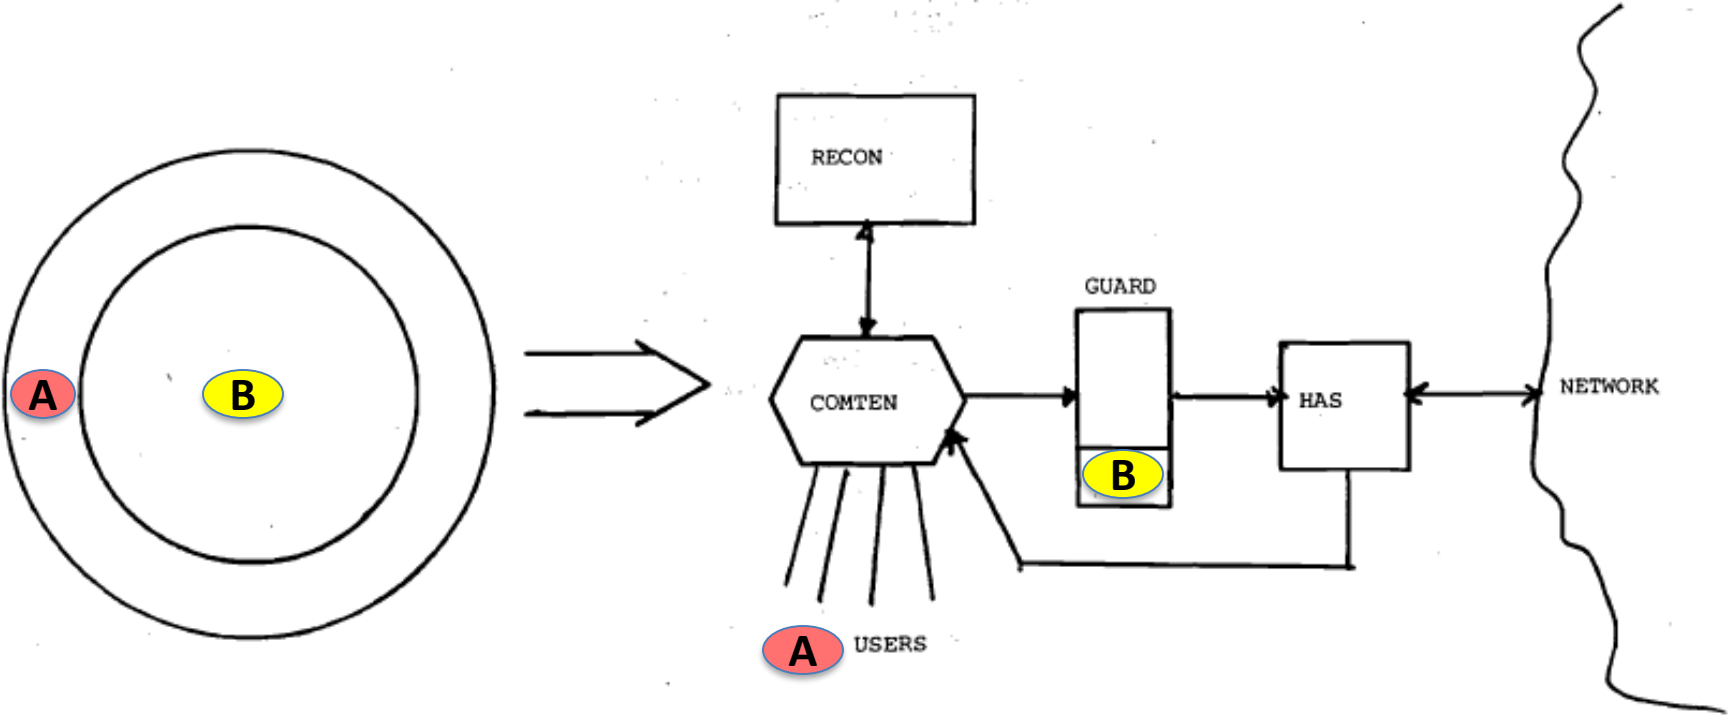 RECON
GUARD
A
B
COMTEN
HAS
NETWORK
B
A
USERS